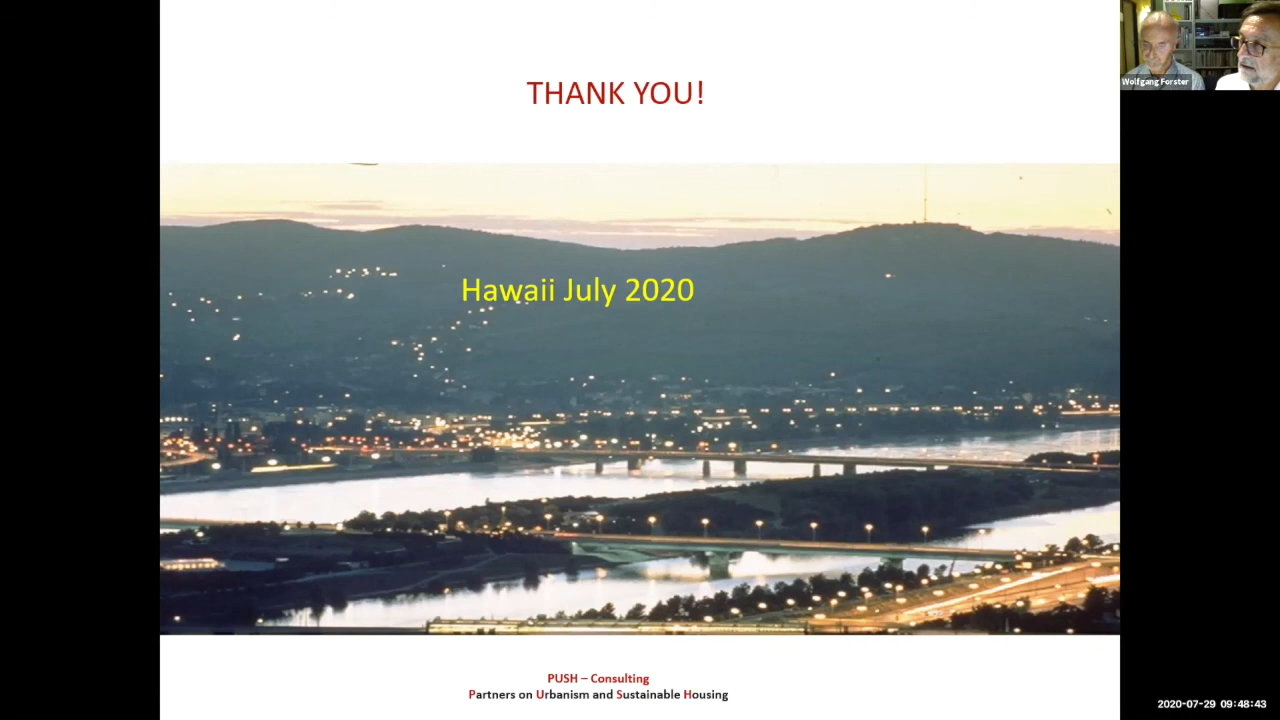 THANK YOU!
Wolfgang Forster
Hawaii July 2020
PUSH – Consulting
Partners on Urbanism and Sustainable Housing
2020-07-29 09:48:43